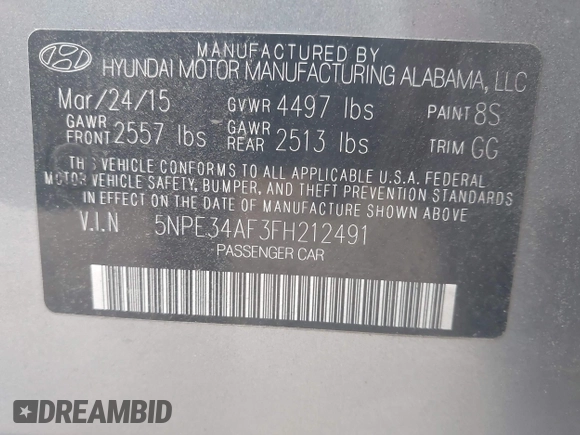 MANUFACTURED BY
HYUNDAI MOTOR MANUFACTURING ALABAMA, LLC
Mar/24/15 GVWR 4497 lbs PAINT 8S
GAWR FRONT 2557 lbs GAWR REAR 2513 lbs TRIM GG
THIS VEHICLE CONFORMS TO ALL APPLICABLE U.S.A. FEDERAL
MOTOR VEHICLE SAFETY, BUMPER, AND THEFT PREVENTION STANDARDS
IN EFFECT ON THE DATE OF MANUFACTURE SHOWN ABOVE.
V.I.N 5NPE34AF3FH212491
PASSENGER CAR
DREAMBID